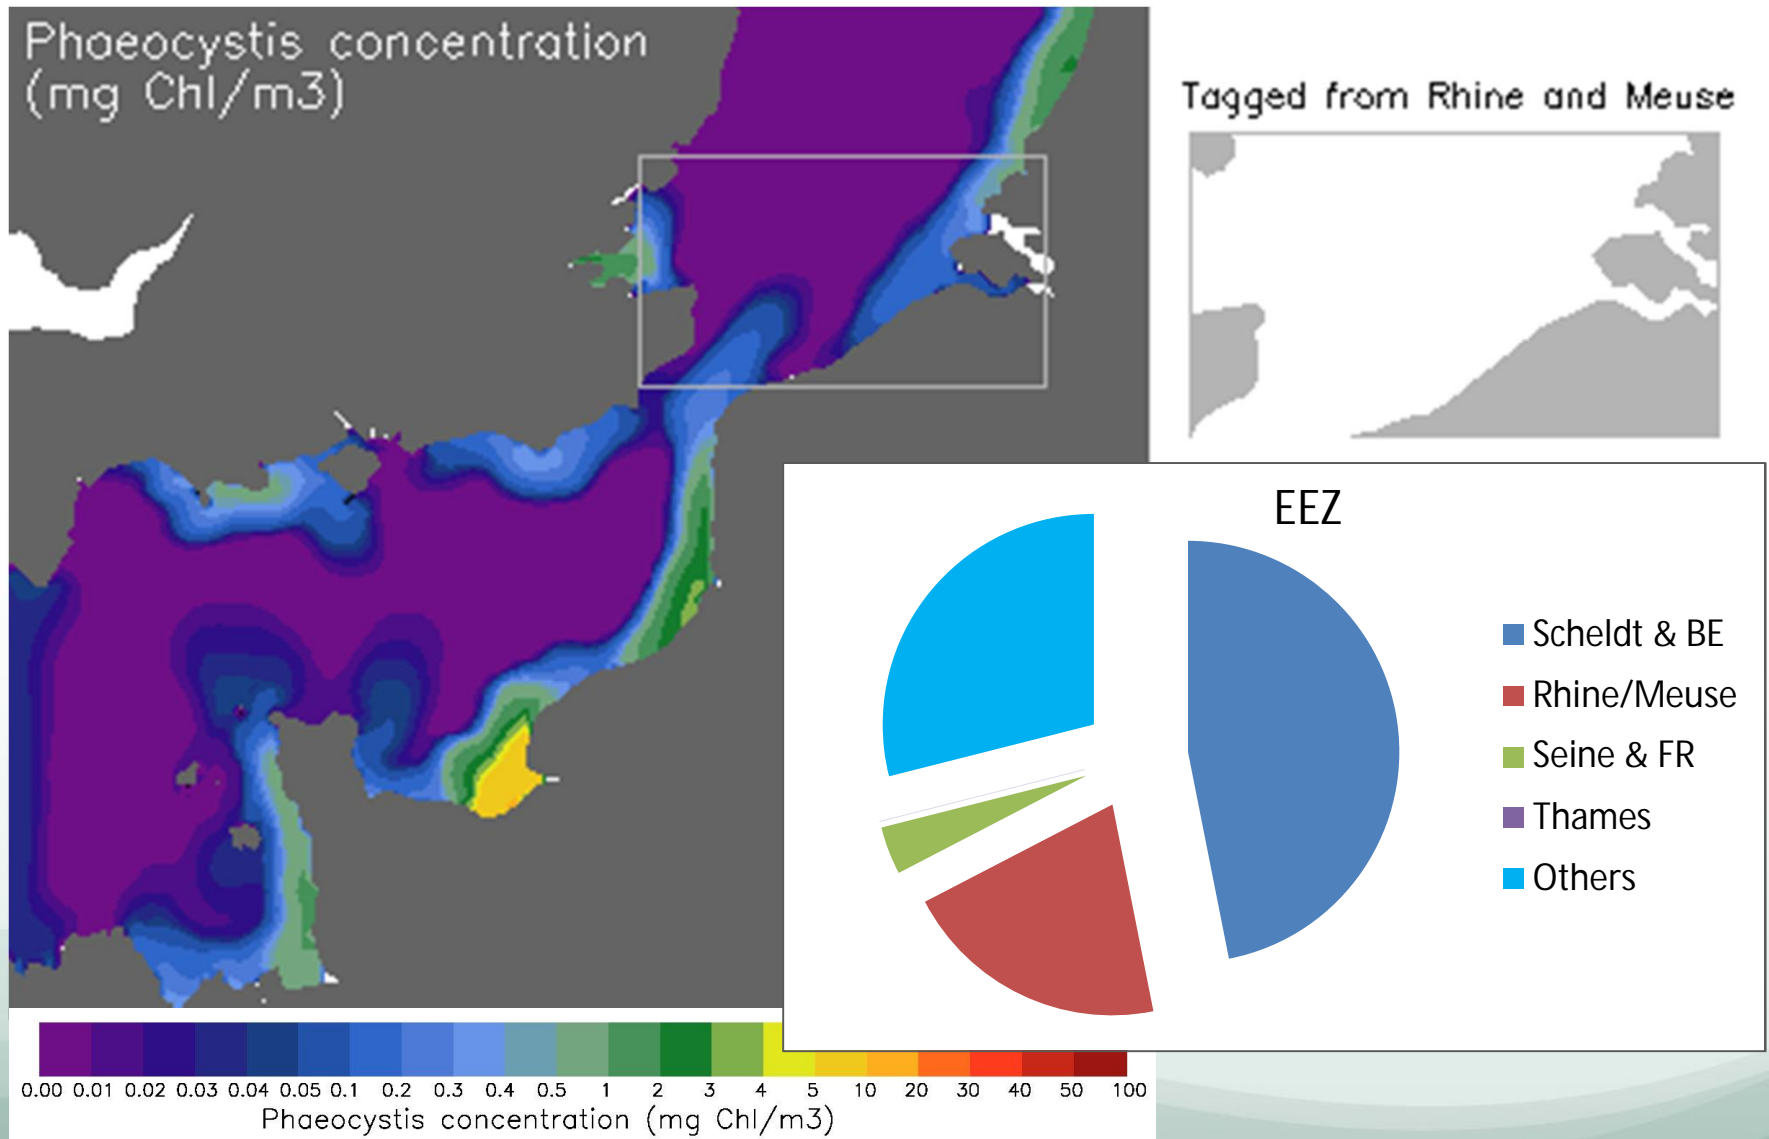 Phaeocystis concentration
(mg Chl/m3)
Tagged from Rhine and Meuse
EEZ
Scheldt & BE
Rhine/Meuse
Seine & FR
Thames
Others
0.00 0.01 0.02 0.03 0.04 0.05 0.1 0.2 0.3 0.4 0.5 1 2 3 4 5 10 20 30 40 50 100
Phaeocystis concentration (mg Chl/m3)